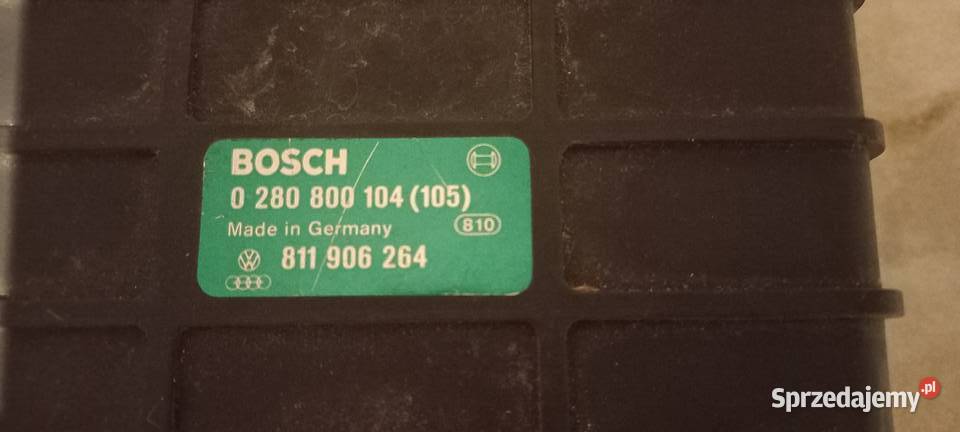 BOSCH
0 280 800 104 (105)
Made in Germany 810
811 906 264
Sprzedajemy.pl